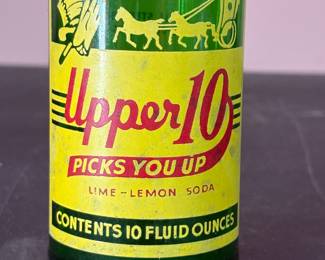 Upper 10
PICKS YOU UP
LIME-LEMON SODA
CONTENTS 10 FLUID OUNCES